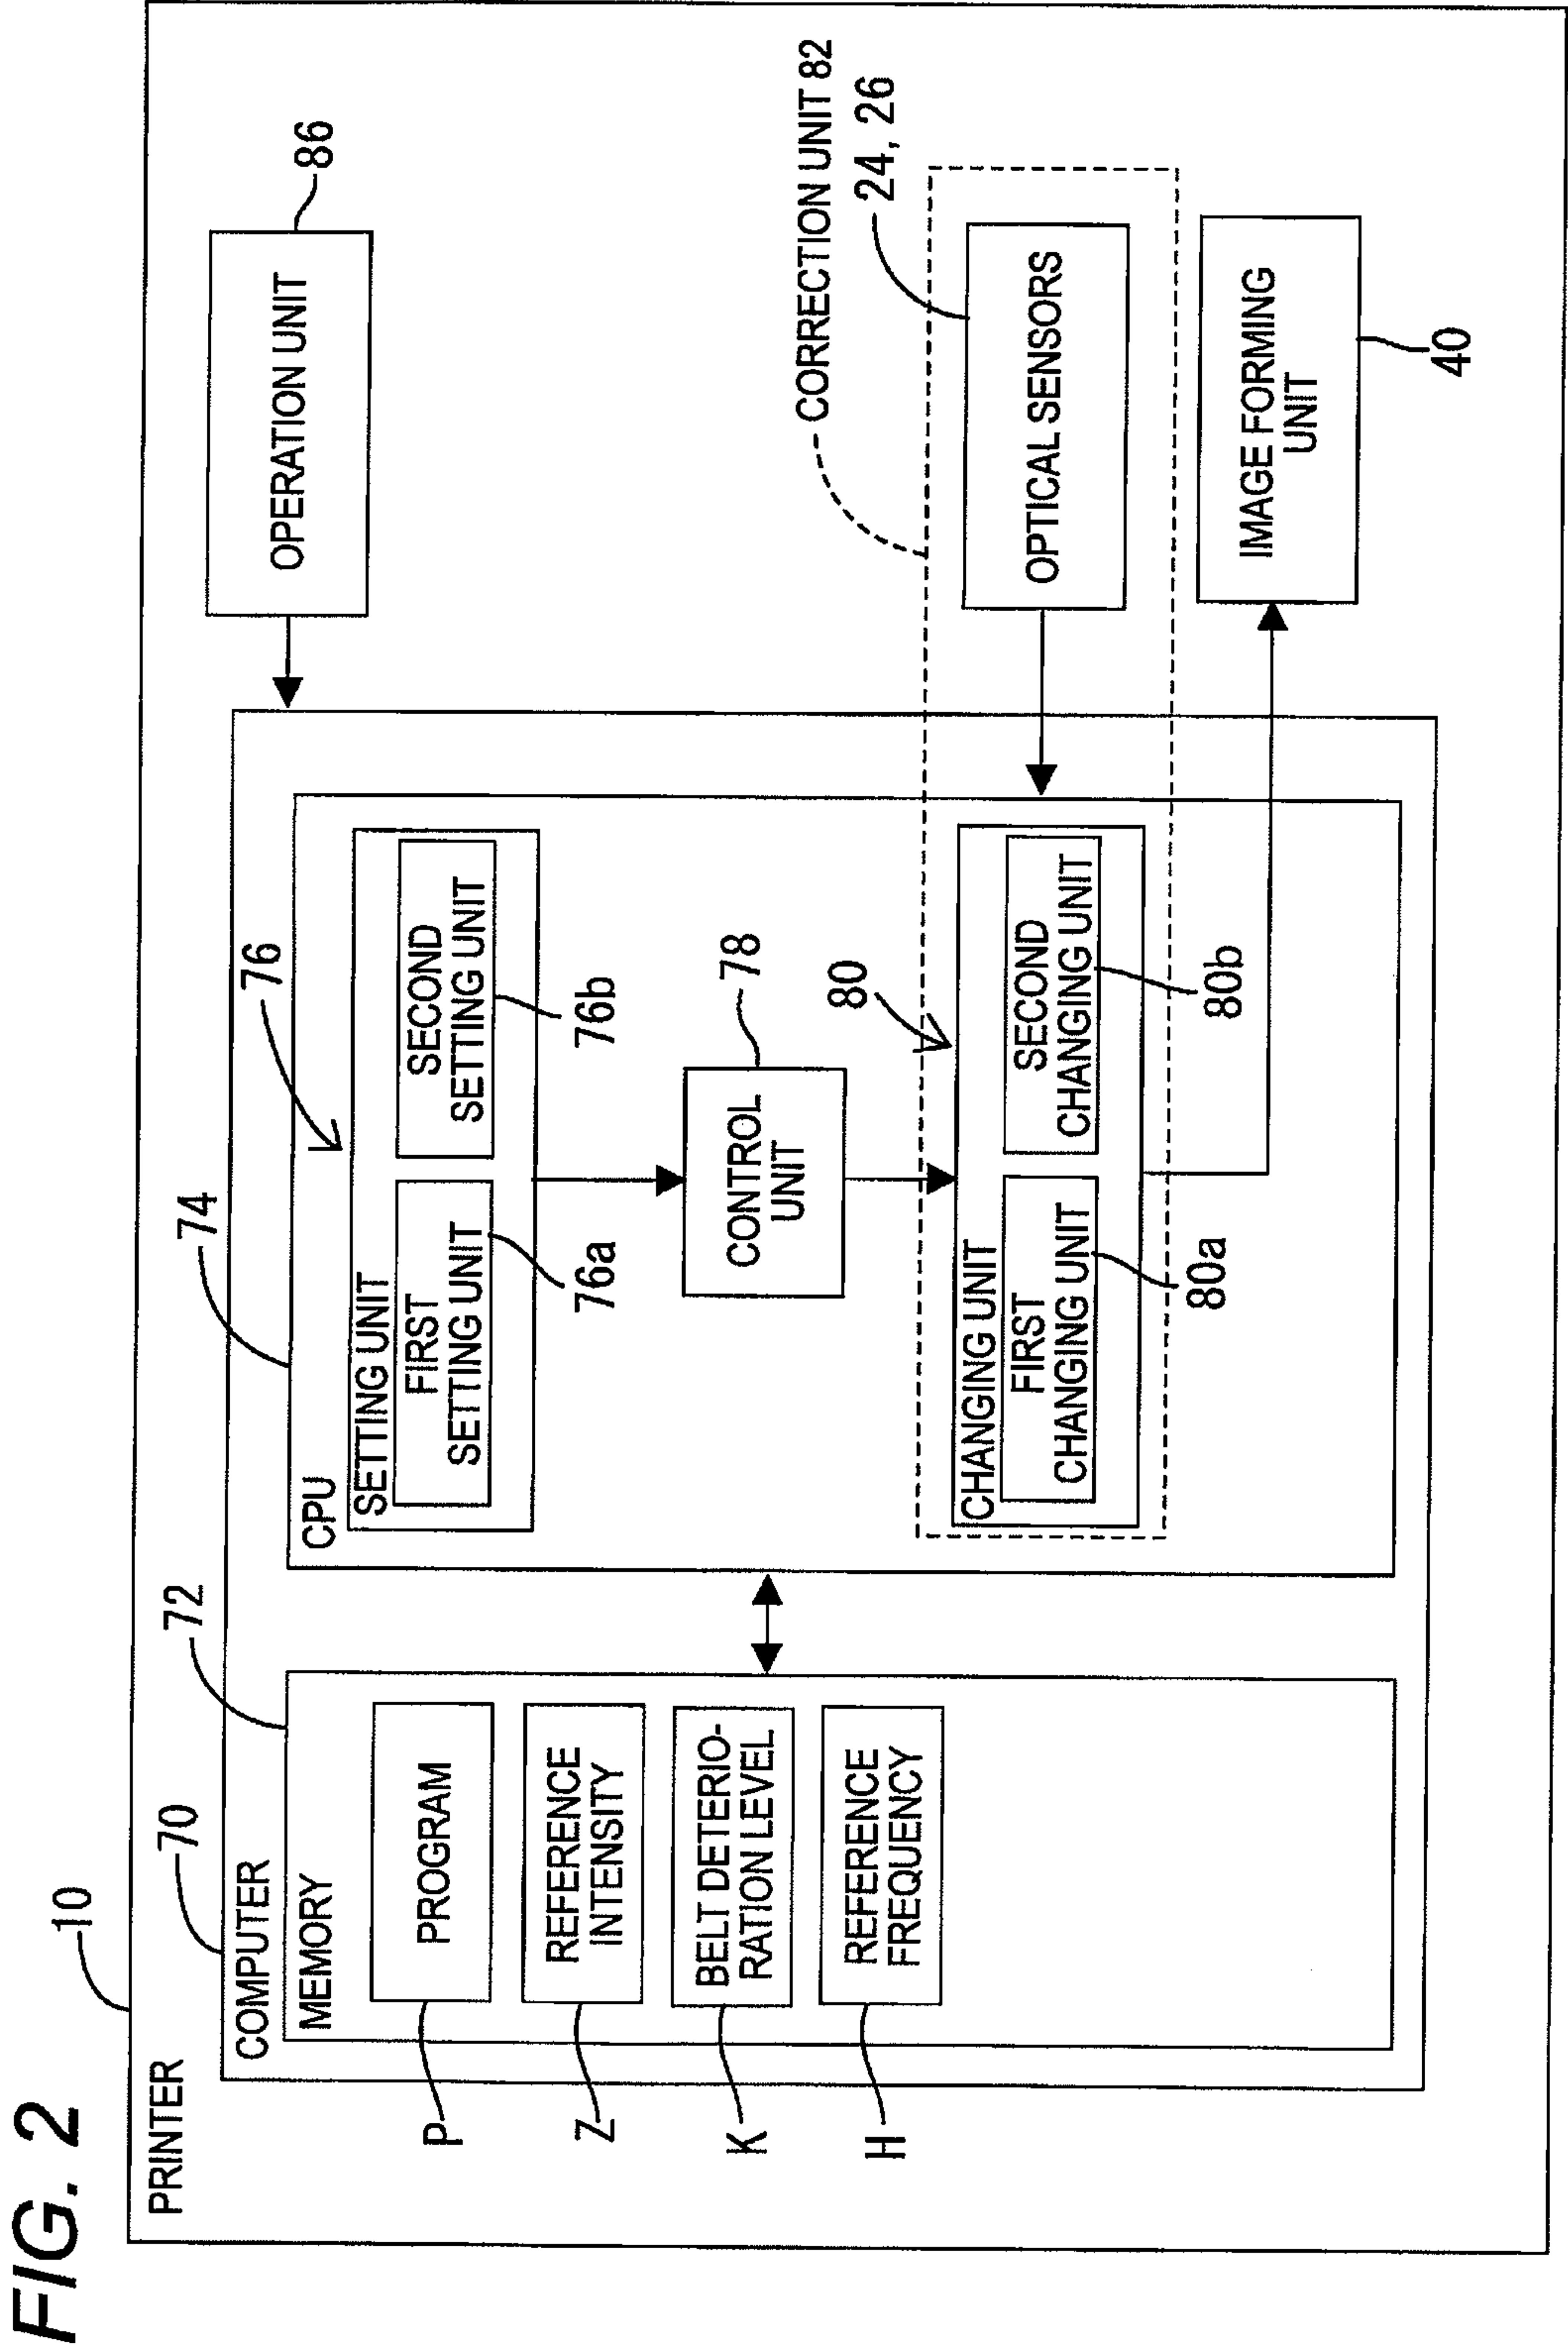 FIG. 2
10
PRINTER
70
COMPUTER
72
MEMORY
PROGRAM
P
REFERENCE
INTENSITY
Z
BELT DETERIO-
RATION LEVEL
K
REFERENCE
FREQUENCY
H
74
CPU
76
SETTING UNIT
FIRST
SETTING UNIT
76a
SECOND
SETTING UNIT
76b
CONTROL
UNIT
78
80
CHANGING UNIT
FIRST
CHANGING UNIT
80a
SECOND
CHANGING UNIT
80b
OPERATION UNIT
86
CORRECTION UNIT 82
24, 26
OPTICAL SENSORS
IMAGE FORMING
UNIT
40